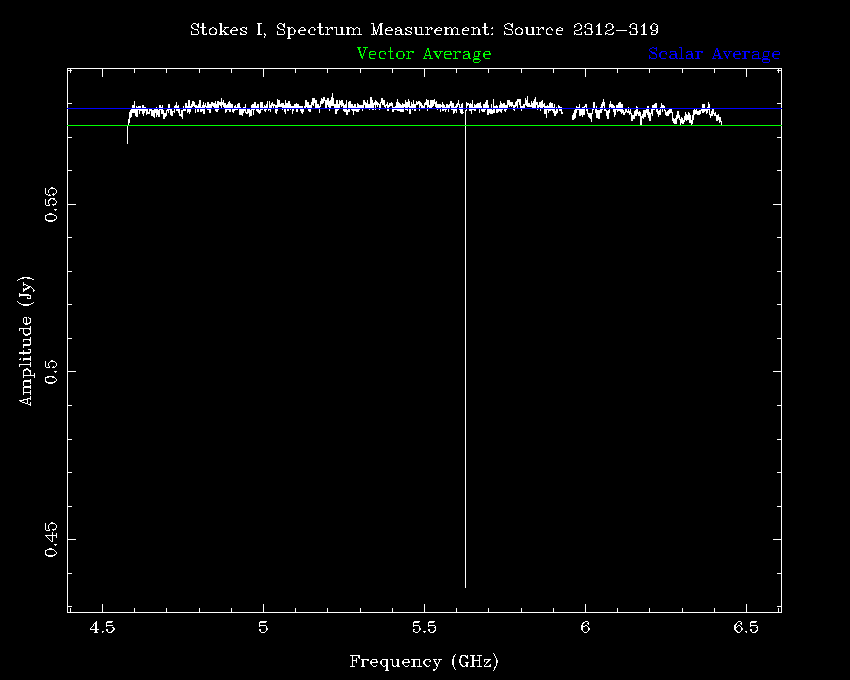 Stokes I, Spectrum Measurement: Source 2312-319
Vector Average Scalar Average
Amplitude (Jy)
0.55
0.5
0.45
4.5 5 5.5 6 6.5
Frequency (GHz)